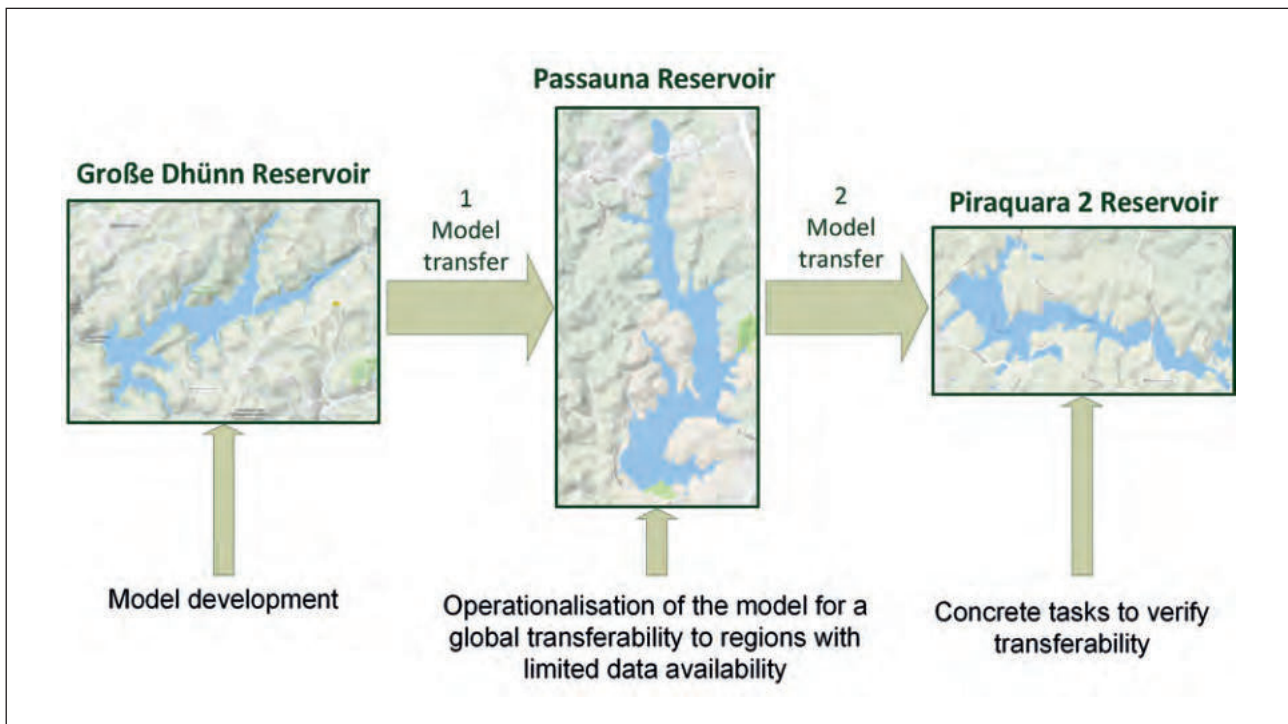 Passauna Reservoir
Große Dhünn Reservoir
1
Model
transfer
2
Model
transfer
Piraquara 2 Reservoir
Model development
Operationalisation of the model for a
global transferability to regions with
limited data availability
Concrete tasks to verify
transferability